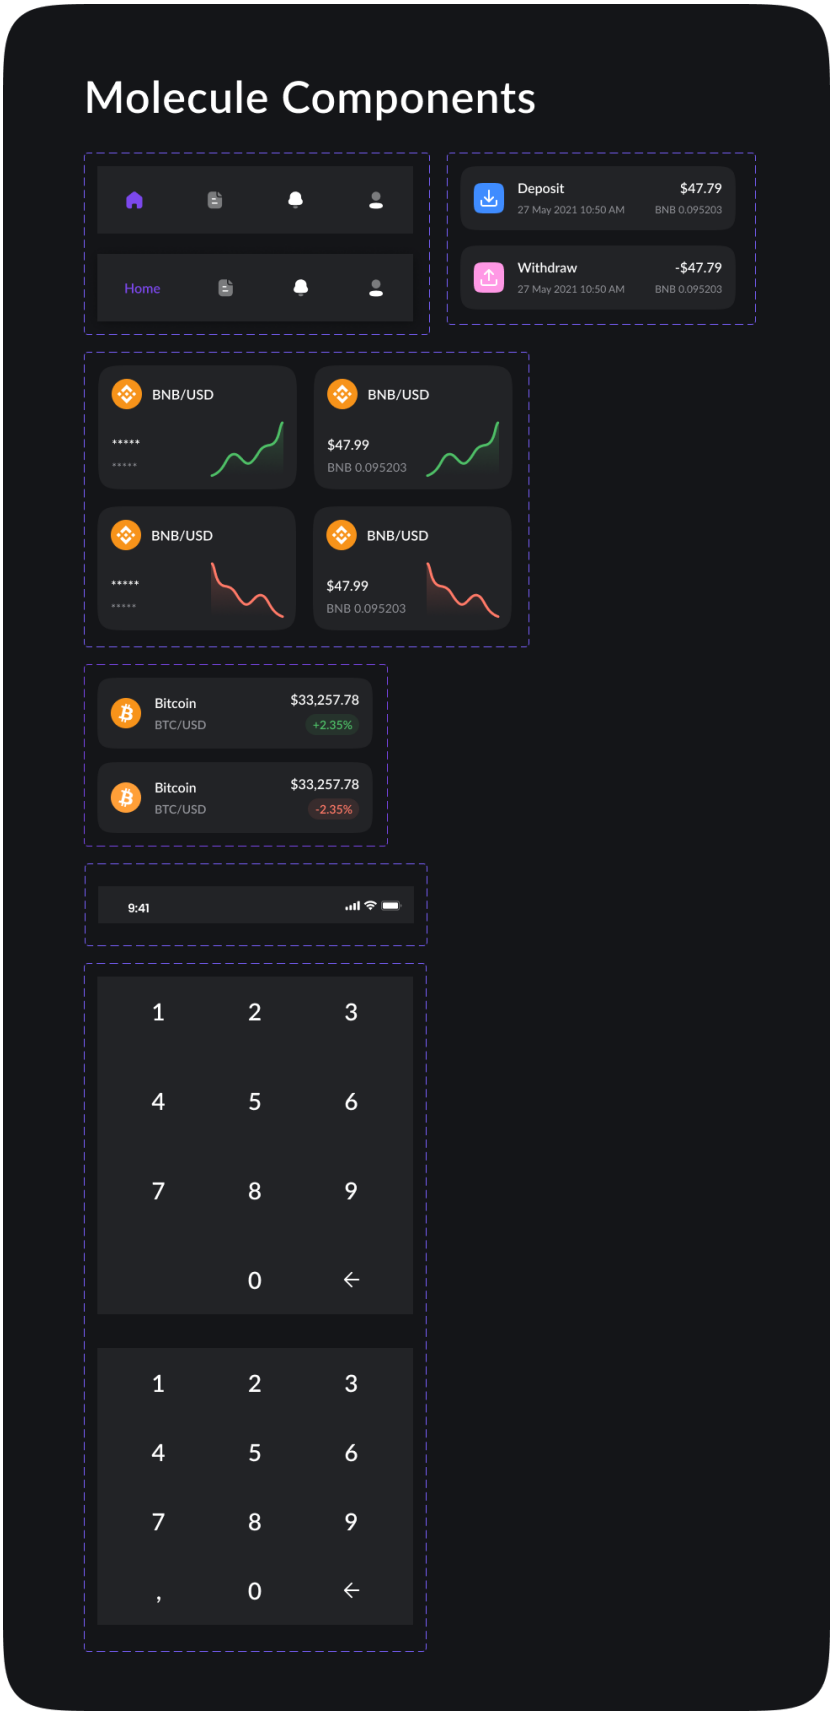 Molecule Components
Home
Deposit $47.79
27 May 2021 10:50 AM BNB 0.095203
Withdraw -$47.79
27 May 2021 10:50 AM BNB 0.095203
BNB/USD
*****
*****
BNB/USD
$47.99
BNB 0.095203
BNB/USD
*****
*****
BNB/USD
$47.99
BNB 0.095203
Bitcoin $33,257.78
BTC/USD +2.35%
Bitcoin $33,257.78
BTC/USD -2.35%
9:41
1 2 3
4 5 6
7 8 9
0 ←
1 2 3
4 5 6
7 8 9
, 0 ←